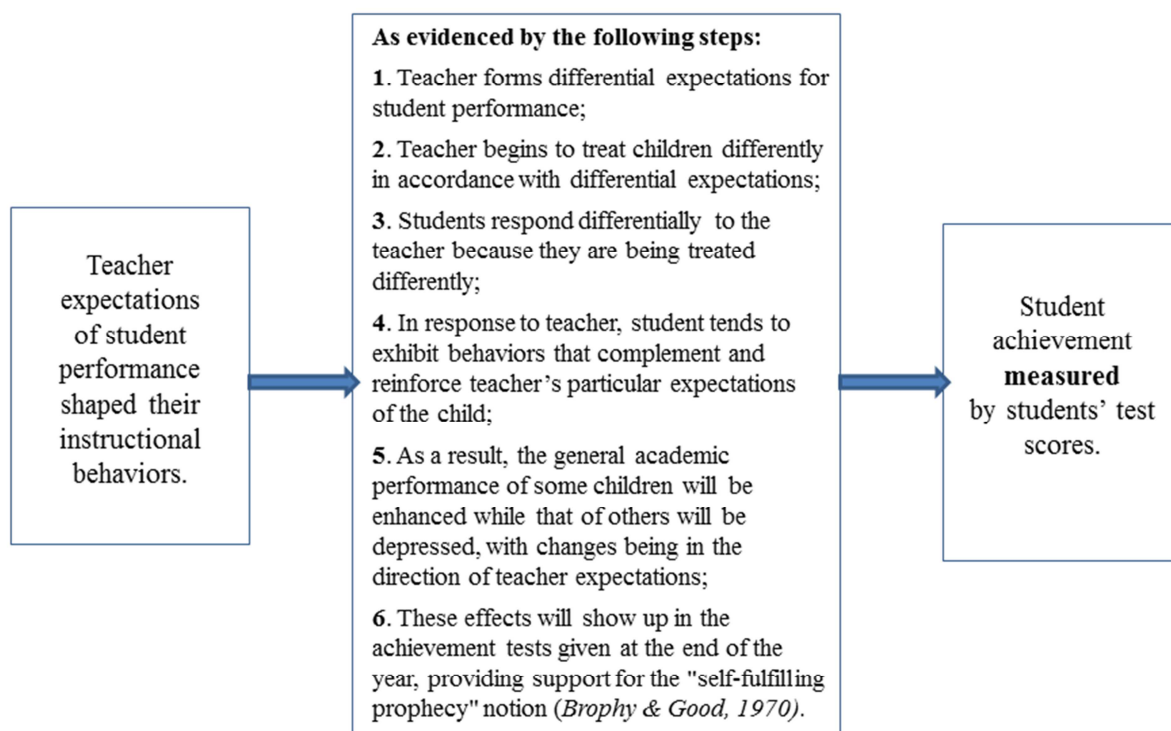 Teacher
expectations
of student
performance
shaped their
instructional
behaviors.
As evidenced by the following steps:
1. Teacher forms differential expectations for
student performance;
2. Teacher begins to treat children differently
in accordance with differential expectations;
3. Students respond differentially to the
teacher because they are being treated
differently;
4. In response to teacher, student tends to
exhibit behaviors that complement and
reinforce teacher's particular expectations
of the child;
5. As a result, the general academic
performance of some children will be
enhanced while that of others will be
depressed, with changes being in the
direction of teacher expectations;
6. These effects will show up in the
achievement tests given at the end of the
year, providing support for the "self-fulfilling
prophecy" notion (Brophy & Good, 1970).
Student
achievement
measured
by students' test
scores.